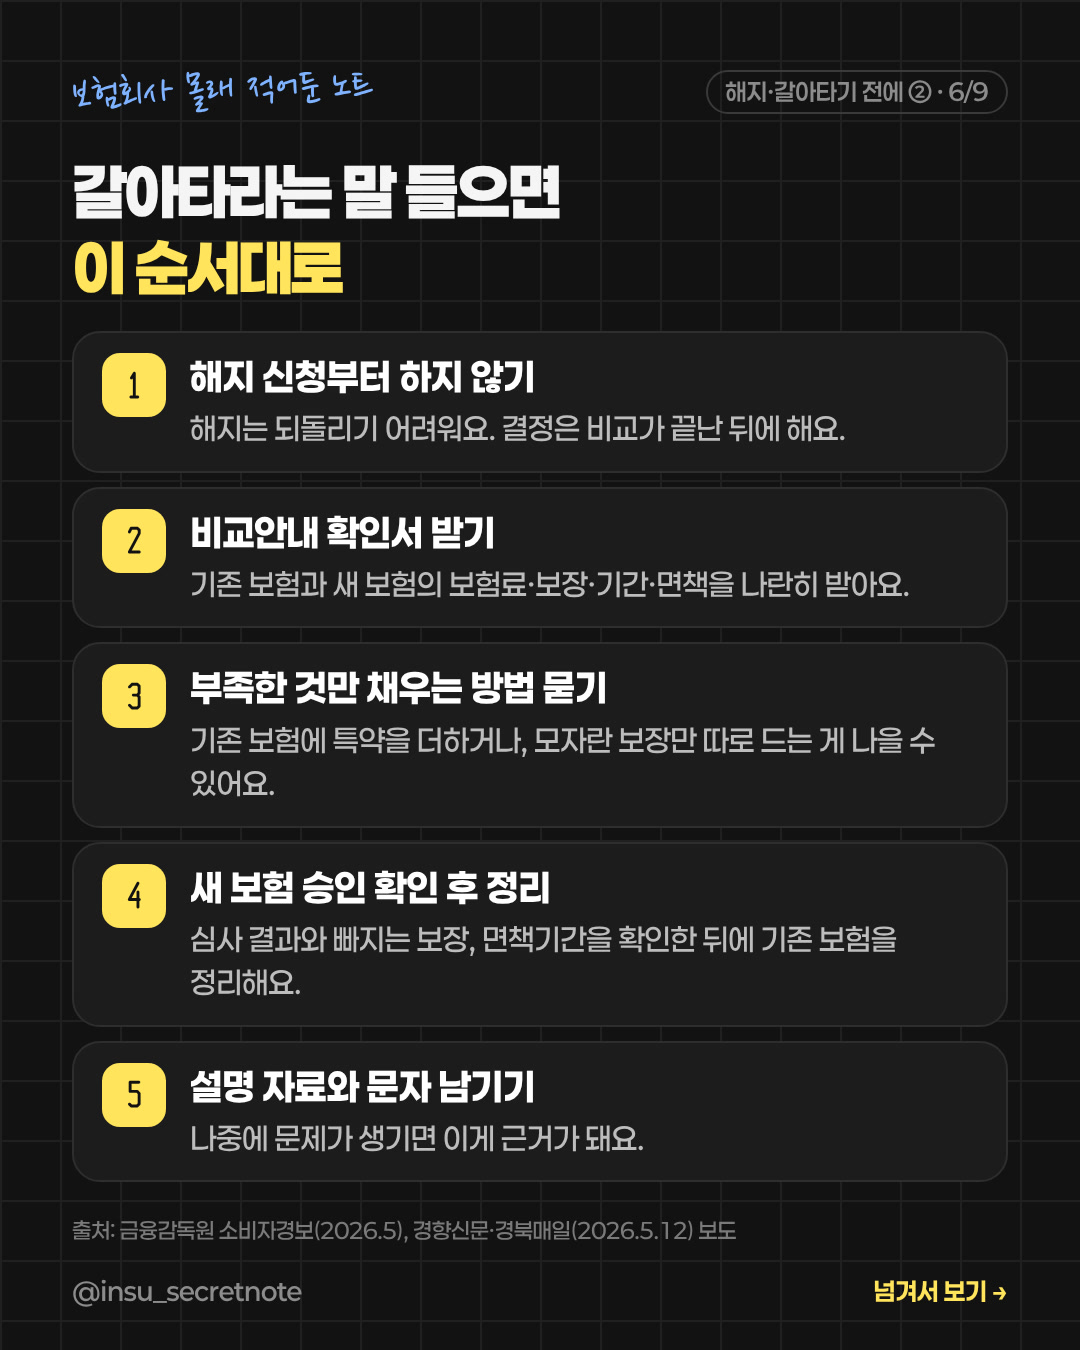 보험회사 몰래 적어둔 노트
해지·갈아타기 전에 ② · 6/9
갈아타라는 말 들으면
이 순서대로
1
해지 신청부터 하지 않기
해지는 되돌리기 어려워요. 결정은 비교가 끝난 뒤에 해요.
2
비교안내 확인서 받기
기존 보험과 새 보험의 보험료·보장·기간·면책을 나란히 받아요.
3
부족한 것만 채우는 방법 묻기
기존 보험에 특약을 더하거나, 모자란 보장만 따로 드는 게 나을 수
있어요.
4
새 보험 승인 확인 후 정리
심사 결과와 빠지는 보장, 면책기간을 확인한 뒤에 기존 보험을
정리해요.
5
설명 자료와 문자 남기기
나중에 문제가 생기면 이게 근거가 돼요.
출처: 금융감독원 소비자경보(2026.5), 경향신문·경북매일(2026.5.12) 보도
@insu_secretnote
넘겨서 보기 →